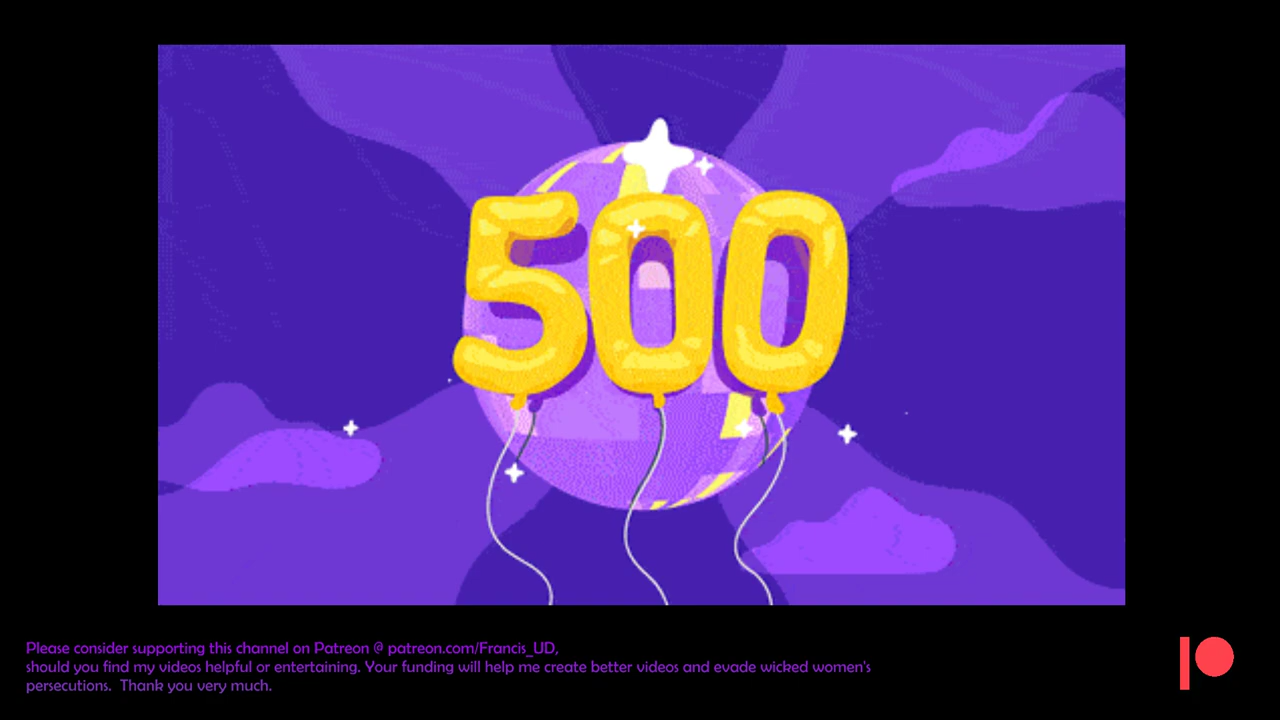 500
Please consider supporting this channel on Patreon @ patreon.com/Francis_UD,
should you find my videos helpful or entertaining. Your funding will help me create better videos and evade wicked women's
persecutions.  Thank you very much.